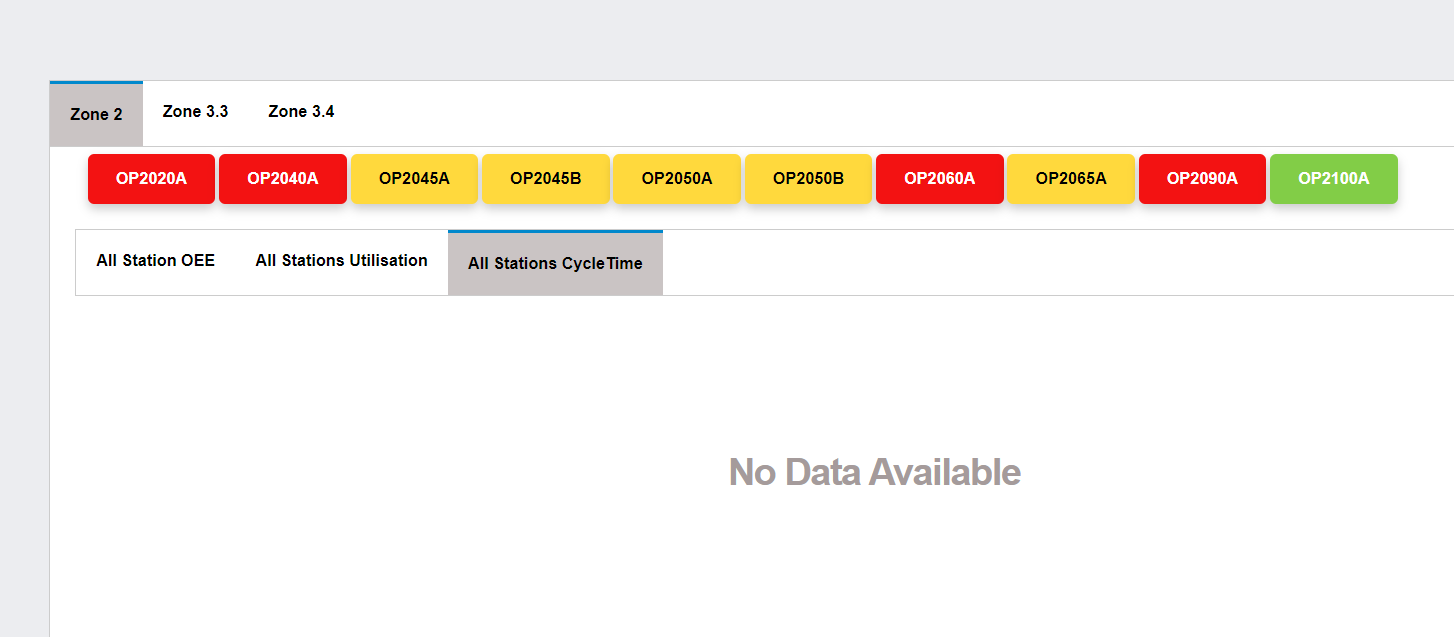 Zone 2 Zone 3.3 Zone 3.4
OP2020A OP2040A OP2045A OP2045B OP2050A OP2050B OP2060A OP2065A OP2090A OP2100A
All Station OEE All Stations Utilisation All Stations CycleTime
No Data Available